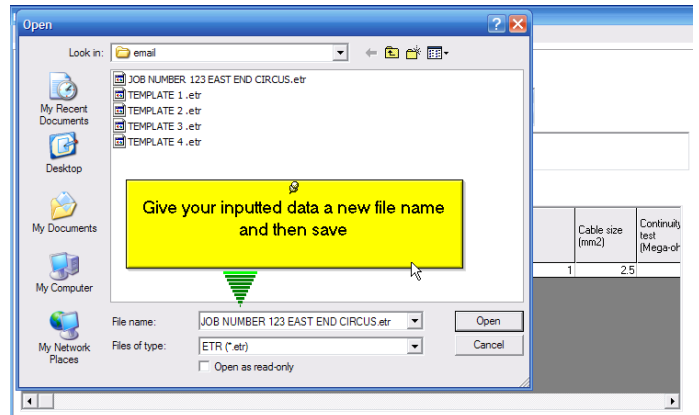 Open
Look in:
email
My Recent
Documents
Desktop
My Documents
My Computer
My Network
Places
JOB NUMBER 123 EAST END CIRCUS.etr
TEMPLATE 1 .etr
TEMPLATE 2 .etr
TEMPLATE 3 .etr
TEMPLATE 4 .etr
Give your inputted data a new file name
and then save
File name:
JOB NUMBER 123 EAST END CIRCUS.etr
Open
Files of type:
ETR (*.etr)
Cancel
Open as read-only
Cable size
(mm2)
Continuity
test
(Mega-oh
1
2.5